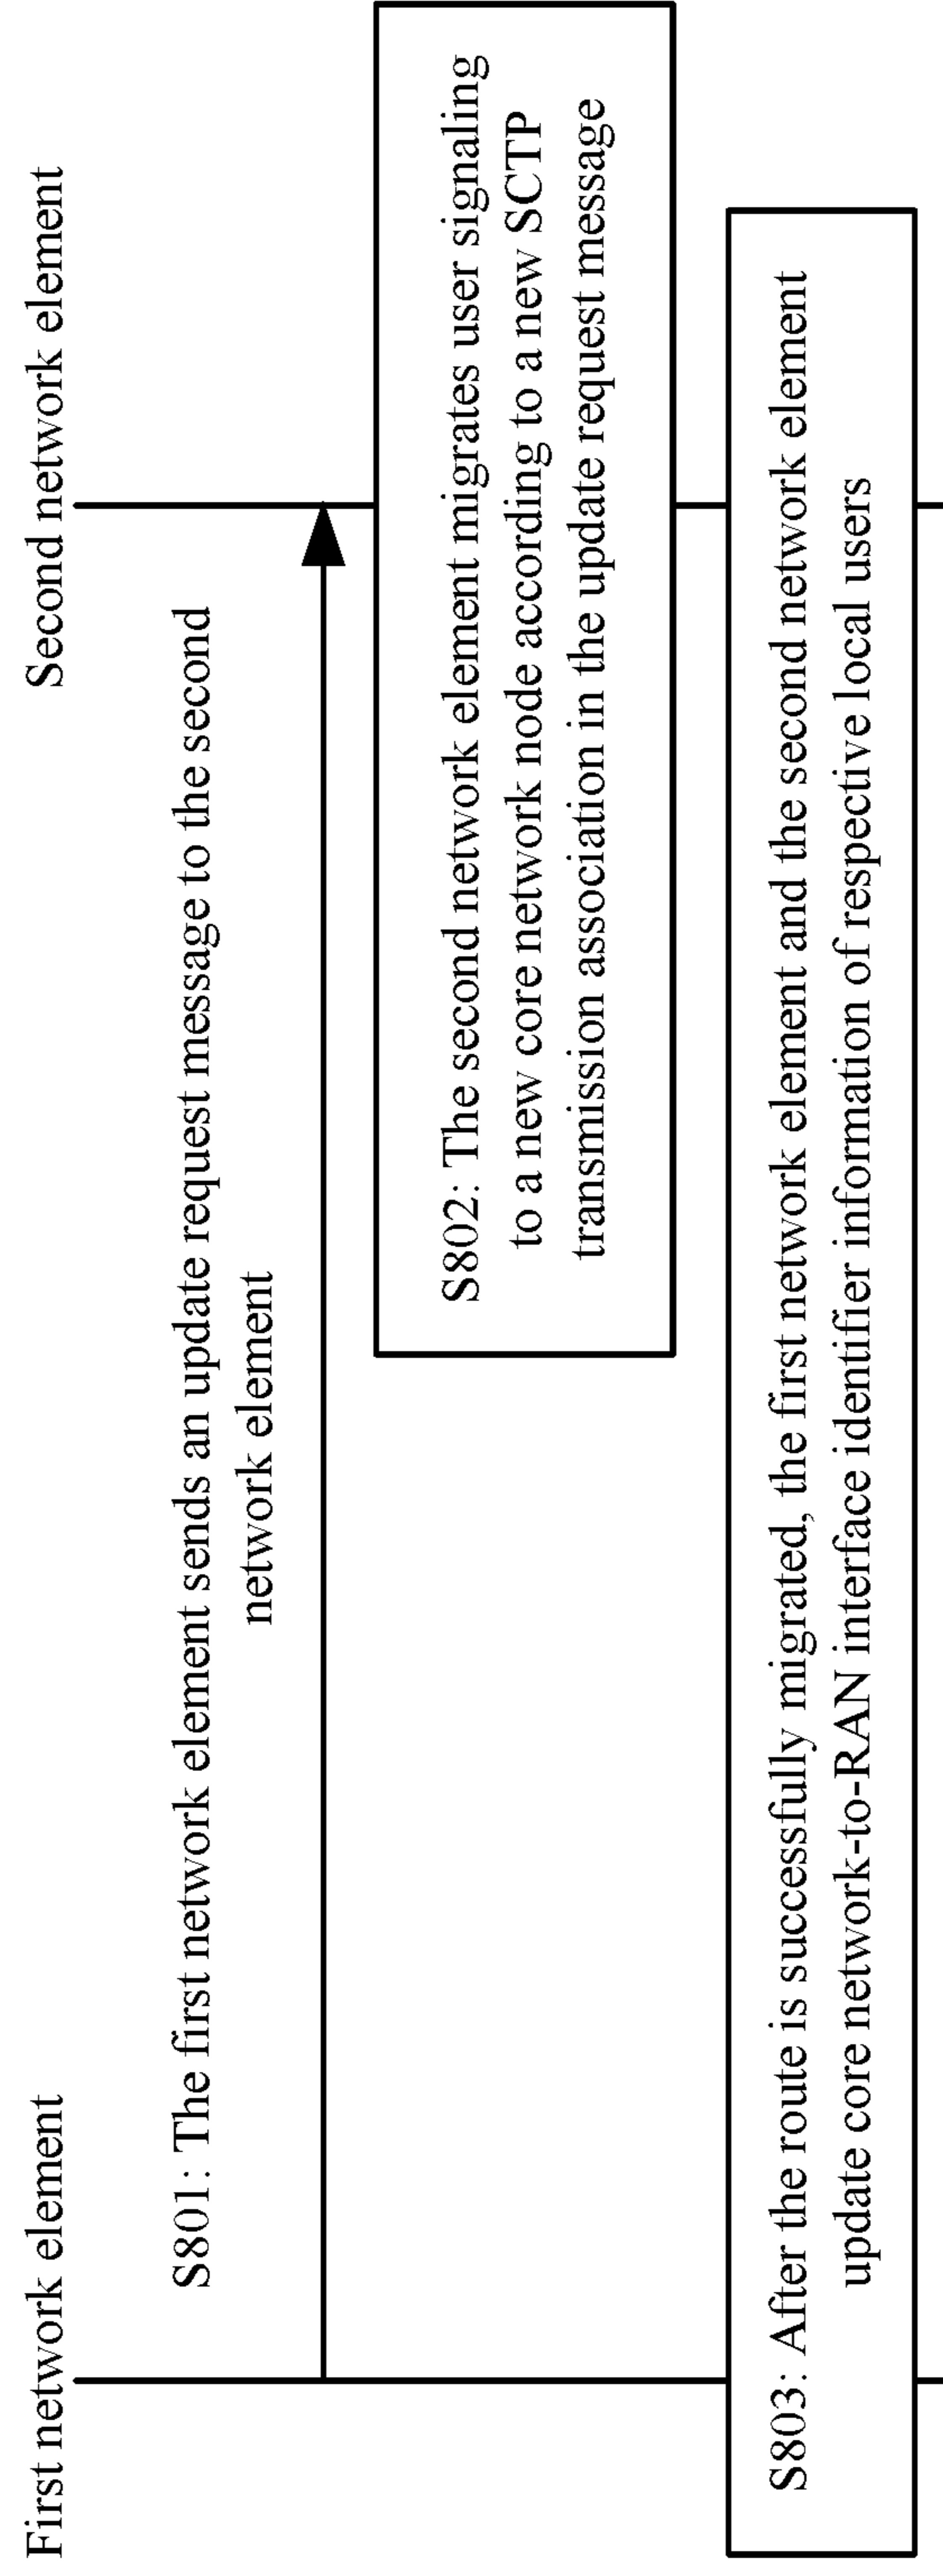 First network element
Second network element
S801: The first network element sends an update request message to the second
network element
S802: The second network element migrates user signaling
to a new core network node according to a new SCTP
transmission association in the update request message
S803: After the route is successfully migrated, the first network element and the second network element
update core network-to-RAN interface identifier information of respective local users